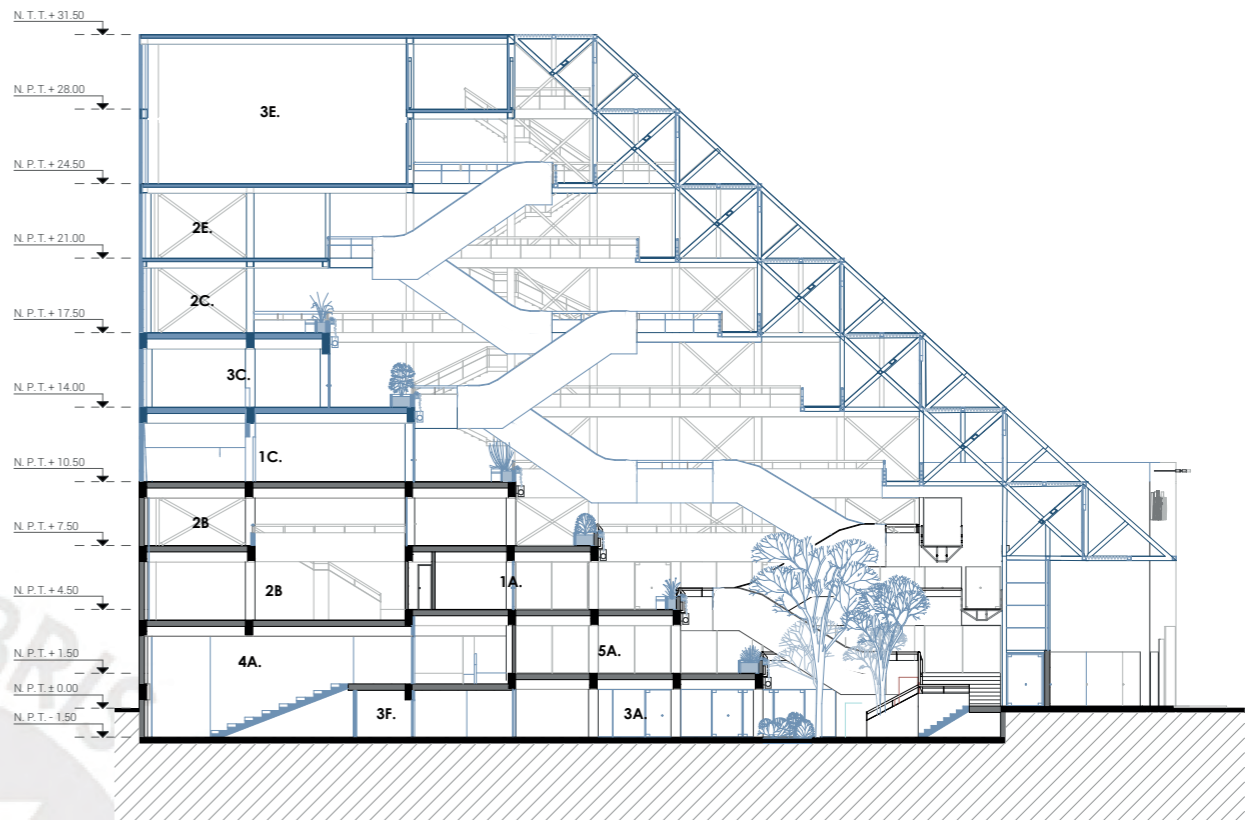 N. T. T. + 31.50
N. P. T. + 28.00
3E.
N. P. T. + 24.50
2E.
N. P. T. + 21.00
2C.
N. P. T. + 17.50
3C.
N. P. T. + 14.00
1C.
N. P. T. + 10.50
2B
N. P. T. + 7.50
2B
1A.
N. P. T. + 4.50
4A.
5A.
N. P. T. + 1.50
N. P. T. ± 0.00
3F.
3A.
N. P. T. - 1.50